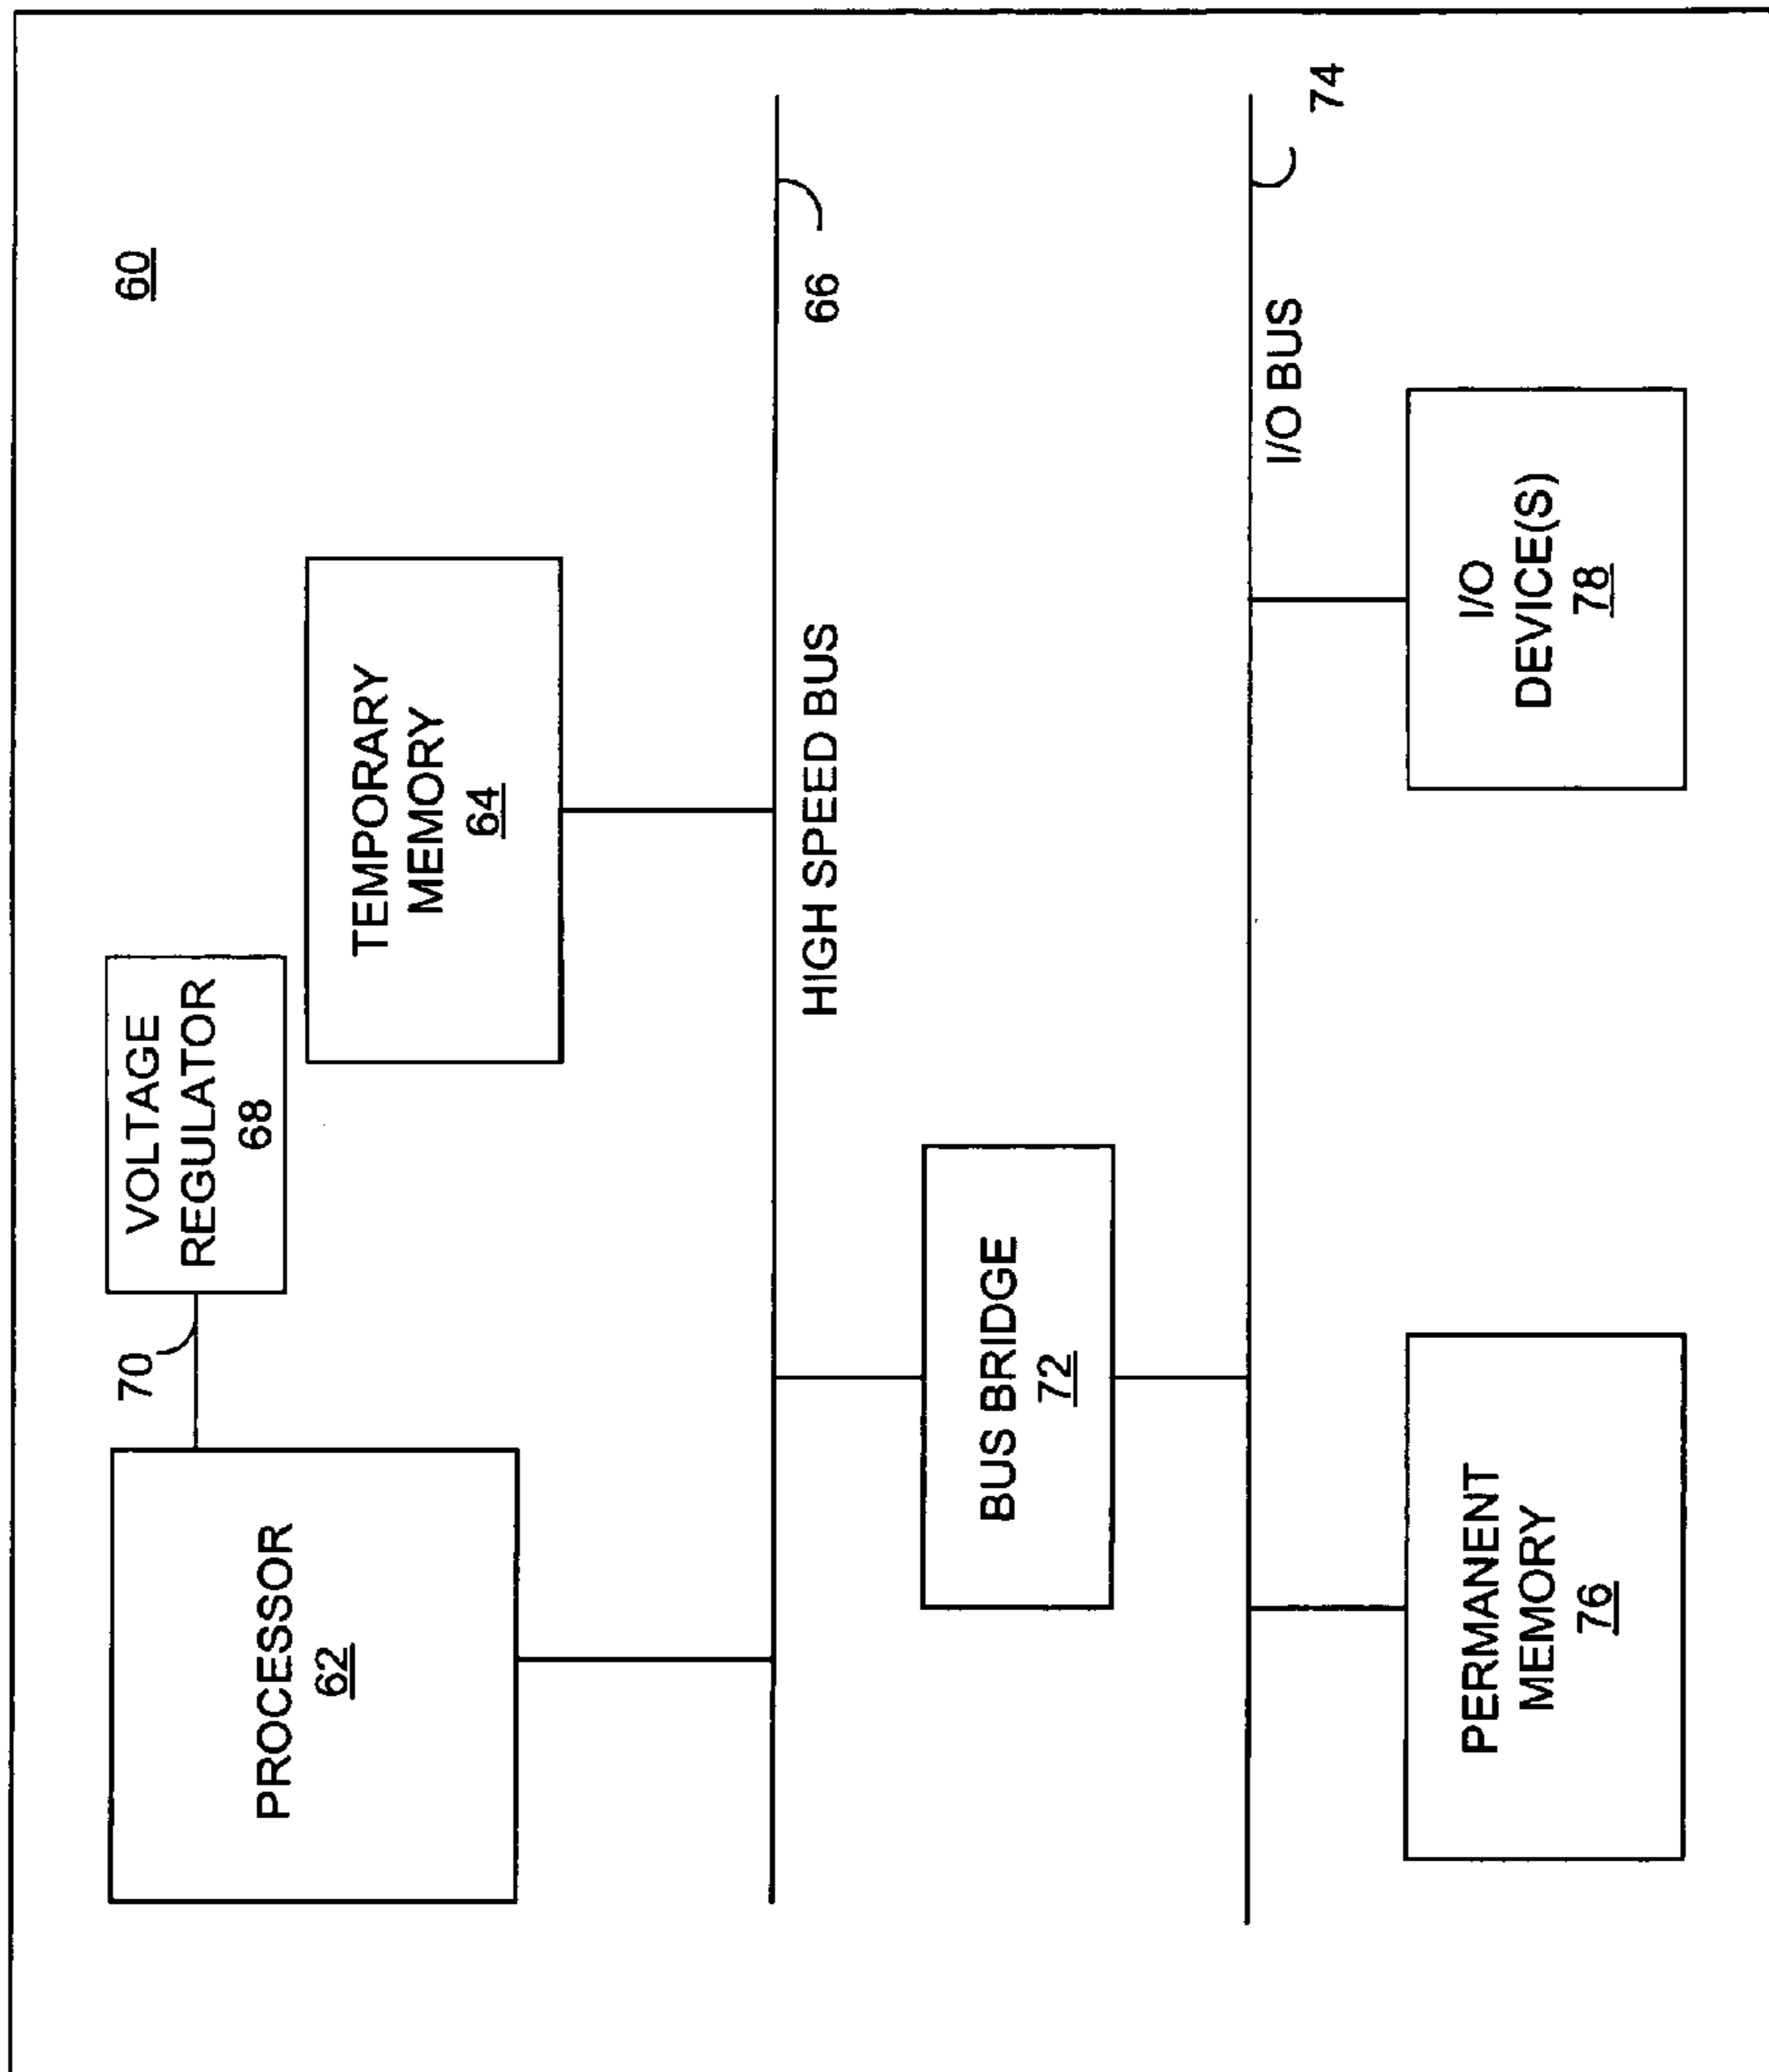 60
PROCESSOR
62
70
VOLTAGE
REGULATOR
68
TEMPORARY
MEMORY
64
HIGH SPEED BUS
66
BUS BRIDGE
72
I/O BUS
74
PERMANENT
MEMORY
76
I/O
DEVICE(S)
78